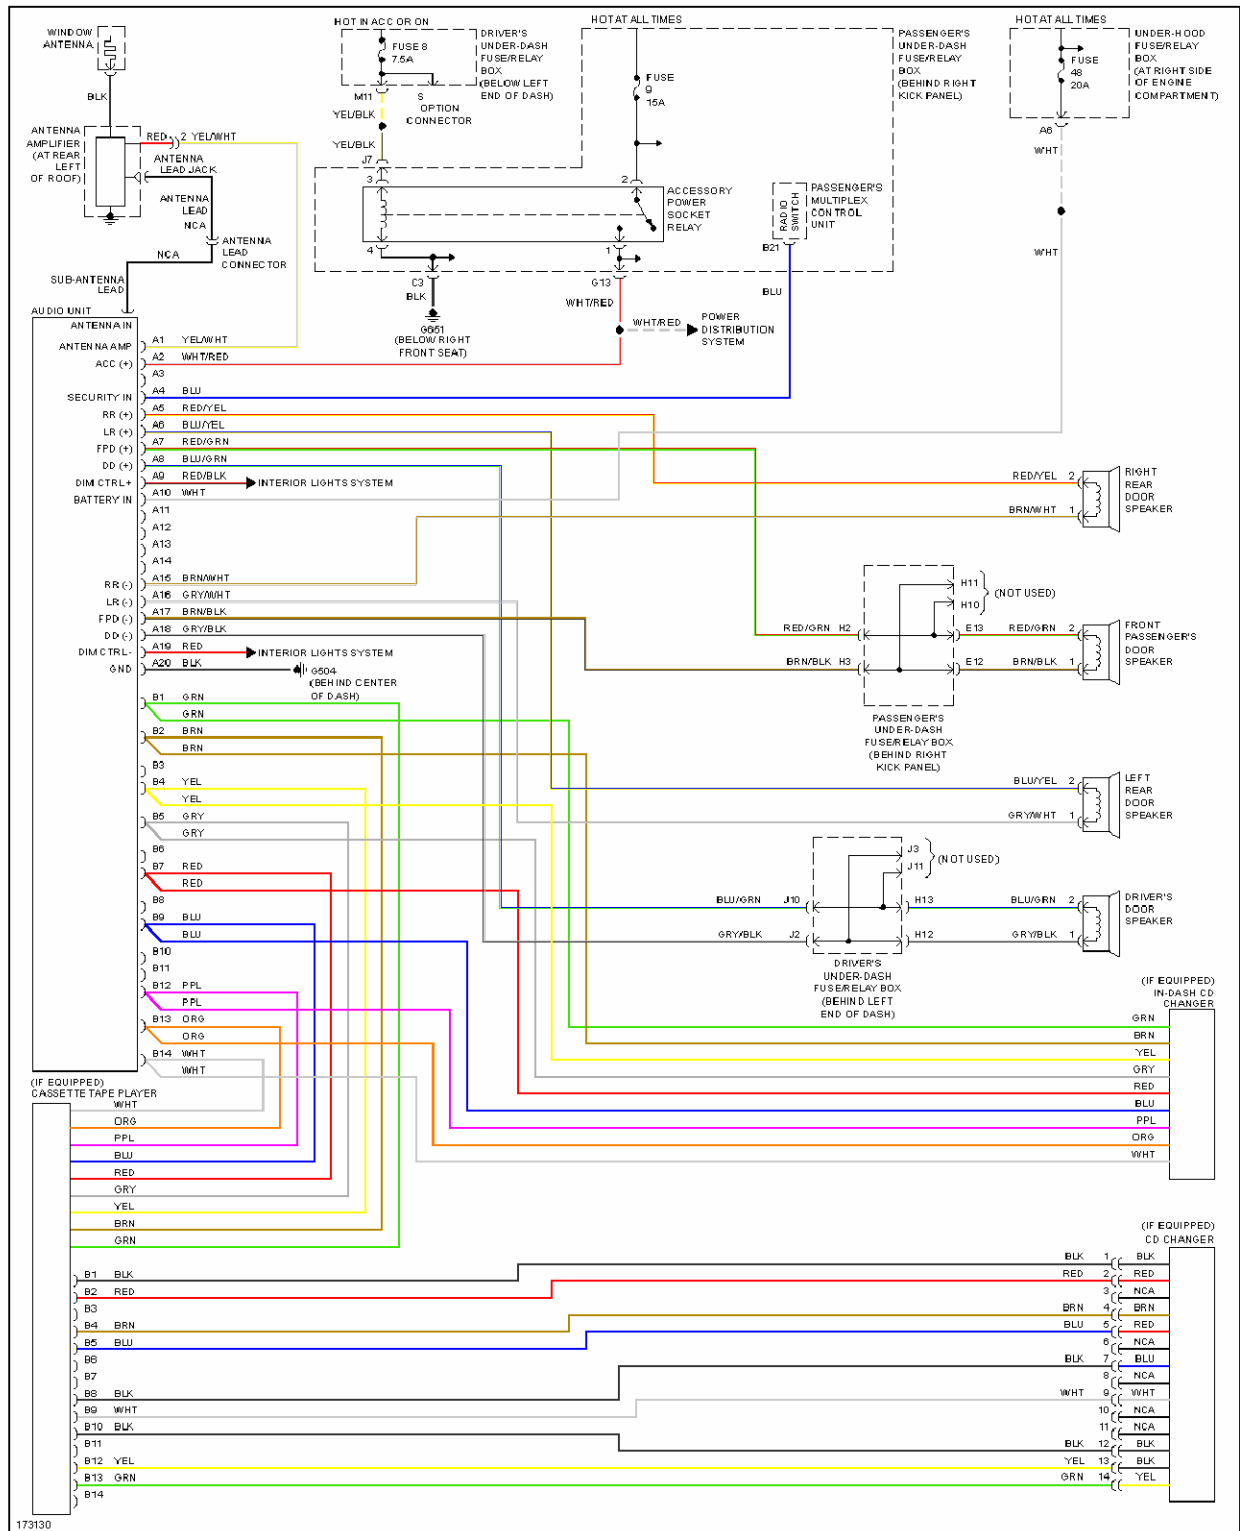 HOT IN ACC OR ON
HOT AT ALL TIMES
HOT AT ALL TIMES
WINDOW
ANTENNA
FUSE 8
7.5A
DRIVER'S
UNDER-DASH
FUSE/RELAY
BOX
(BELOW LEFT
END OF DASH)
PASSENGER'S
UNDER-DASH
FUSE/RELAY
BOX
(BEHIND RIGHT
KICK PANEL)
UNDER-HOOD
FUSE/RELAY
BOX
(AT RIGHT SIDE
OF ENGINE
COMPARTMENT)
FUSE
9
15A
FUSE
48
20A
BLK
M11
S
OPTION
CONNECTOR
YEL/BLK
A6
WHT
ANTENNA
AMPLIFIER
(AT REAR
LEFT
OF ROOF)
RED 2 YEL/WHT
ANTENNA
LEAD JACK
YEL/BLK
J7
3
2
ANTENNA
LEAD
NCA
ACCESSORY
POWER
SOCKET
RELAY
RADIO
SWITCH
PASSENGER'S
MULTIPLEX
CONTROL
UNIT
ANTENNA
LEAD
CONNECTOR
NCA
4
1
B21
WHT
SUB-ANTENNA
LEAD
C3
BLK
G13
WHT/RED
BLU
G651
(BELOW RIGHT
FRONT SEAT)
WHT/RED
POWER
DISTRIBUTION
SYSTEM
AUDIO UNIT
ANTENNA IN
ANTENNA AMP A1 YEL/WHT
ACC (+) A2 WHT/RED
A3
SECURITY IN A4 BLU
RR (+) A5 RED/YEL
LR (+) A6 BLU/YEL
FPD (+) A7 RED/GRN
DD (+) A8 BLU/GRN
DIM CTRL+ A9 RED/BLK INTERIOR LIGHTS SYSTEM
BATTERY IN A10 WHT
A11
A12
A13
A14
RR (-) A15 BRN/WHT
LR (-) A16 GRY/WHT
FPD (-) A17 BRN/BLK
DD (-) A18 GRY/BLK
DIM CTRL- A19 RED INTERIOR LIGHTS SYSTEM
GND A20 BLK G504
(BEHIND CENTER
OF DASH)
RED/YEL 2
BRN/WHT 1
RIGHT
REAR
DOOR
SPEAKER
H11
H10
(NOT USED)
RED/GRN H2 E13 RED/GRN 2
BRN/BLK H3 E12 BRN/BLK 1
FRONT
PASSENGER'S
DOOR
SPEAKER
PASSENGER'S
UNDER-DASH
FUSE/RELAY BOX
(BEHIND RIGHT
KICK PANEL)
B1 GRN
GRN
B2 BRN
BRN
B3
B4 YEL
YEL
B5 GRY
GRY
B6
B7 RED
RED
B8
B9 BLU
BLU
B10
B11
B12 PPL
PPL
B13 ORG
ORG
B14 WHT
WHT
BLU/YEL 2
GRY/WHT 1
LEFT
REAR
DOOR
SPEAKER
J3
J11
(NOT USED)
BLU/GRN J10 H13 BLU/GRN 2
GRY/BLK J2 H12 GRY/BLK 1
DRIVER'S
DOOR
SPEAKER
DRIVER'S
UNDER-DASH
FUSE/RELAY BOX
(BEHIND LEFT
END OF DASH)
(IF EQUIPPED)
IN-DASH CD
CHANGER
GRN
BRN
YEL
GRY
RED
BLU
PPL
ORG
WHT
(IF EQUIPPED)
CASSETTE TAPE PLAYER
WHT
ORG
PPL
BLU
RED
GRY
YEL
BRN
GRN
B1 BLK
B2 RED
B3
B4 BRN
B5 BLU
B6
B7
B8 BLK
B9 WHT
B10 BLK
B11
B12 YEL
B13 GRN
B14
(IF EQUIPPED)
CD CHANGER
BLK 1 BLK
RED 2 RED
3 NCA
BRN 4 BRN
BLU 5 RED
6 NCA
BLK 7 BLU
8 NCA
WHT 9 WHT
10 NCA
11 NCA
BLK 12 BLK
YEL 13 BLK
GRN 14 YEL
173130